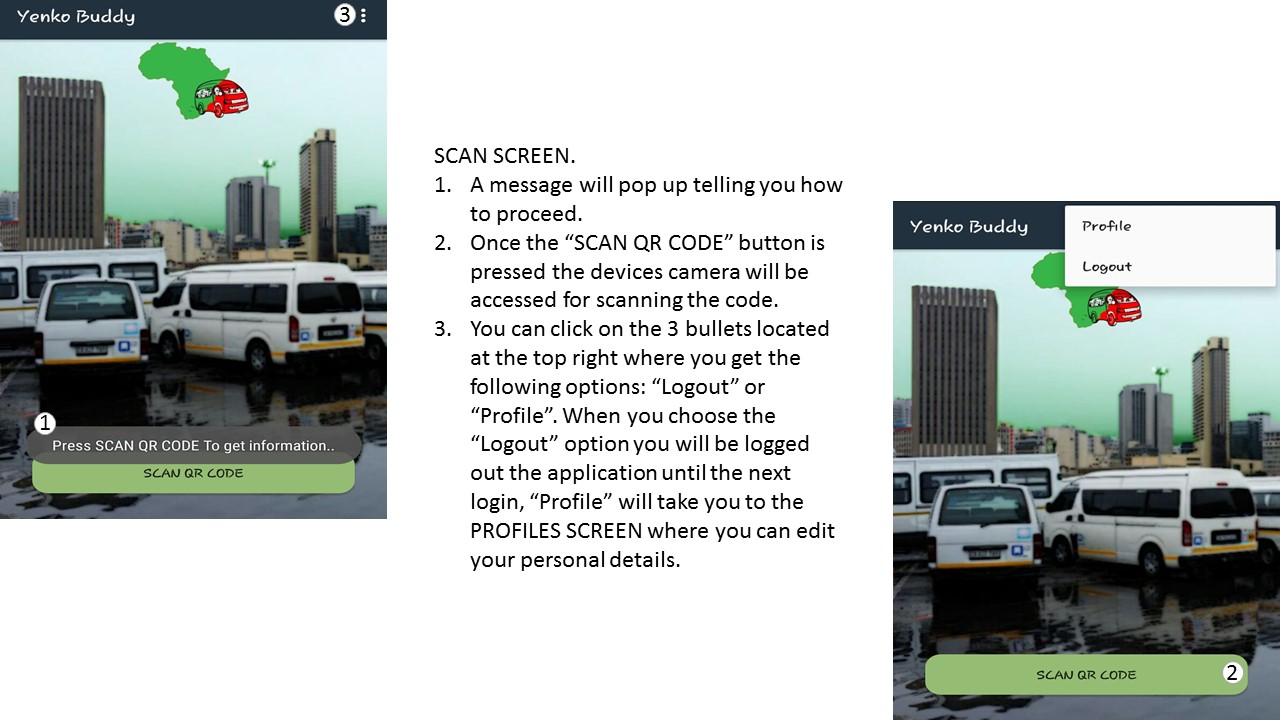 Yenko Buddy
3
1
Press SCAN QR CODE To get information..
SCAN QR CODE
SCAN SCREEN.
1. A message will pop up telling you how
to proceed.
2. Once the “SCAN QR CODE” button is
pressed the devices camera will be
accessed for scanning the code.
3. You can click on the 3 bullets located
at the top right where you get the
following options: “Logout” or
“Profile”. When you choose the
“Logout” option you will be logged
out the application until the next
login, “Profile” will take you to the
PROFILES SCREEN where you can edit
your personal details.
Yenko Buddy
Profile
Logout
SCAN QR CODE
2